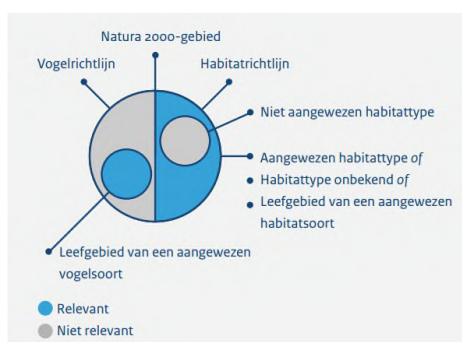 Natura 2000-gebied
Vogelrichtlijn
Habitatrichtlijn
Niet aangewezen habitattype
Aangewezen habitattype of
Habitattype onbekend of
Leefgebied van een aangewezen
habitatsoort
Leefgebied van een aangewezen
vogelsoort
Relevant
Niet relevant